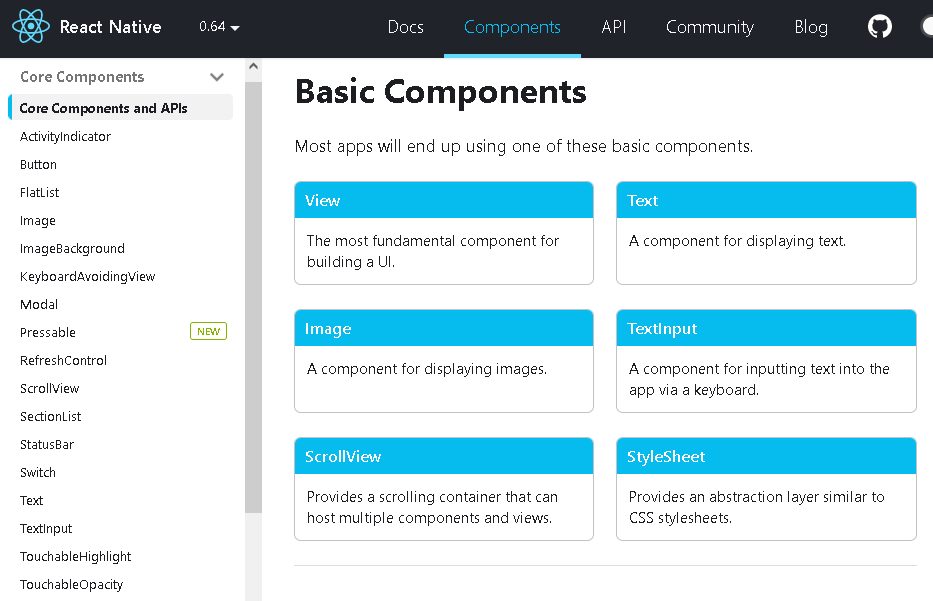 React Native 0.64 Docs Components API Community Blog
Core Components
Core Components and APIs
ActivityIndicator
Button
FlatList
Image
ImageBackground
KeyboardAvoidingView
Modal
Pressable NEW
RefreshControl
ScrollView
SectionList
StatusBar
Switch
Text
TextInput
TouchableHighlight
TouchableOpacity
Basic Components
Most apps will end up using one of these basic components.
View
The most fundamental component for
building a UI.
Text
A component for displaying text.
Image
A component for displaying images.
TextInput
A component for inputting text into the
app via a keyboard.
ScrollView
Provides a scrolling container that can
host multiple components and views.
StyleSheet
Provides an abstraction layer similar to
CSS stylesheets.